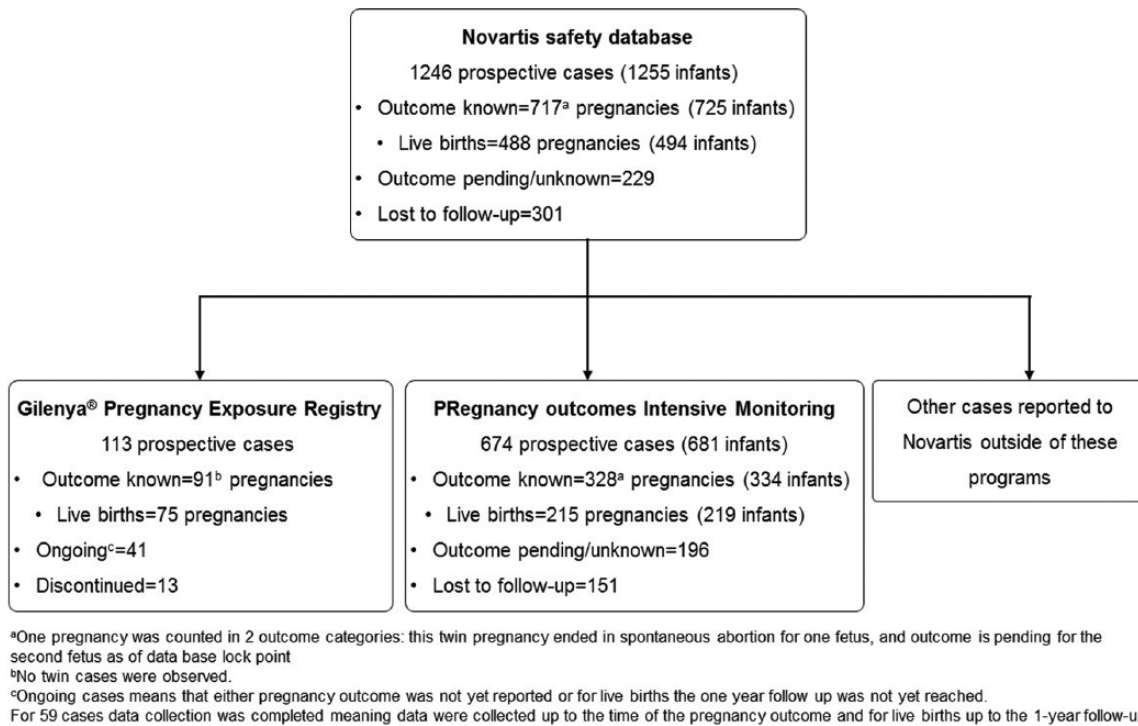 Novartis safety database
1246 prospective cases (1255 infants)
• Outcome known=717ᵃ pregnancies (725 infants)
• Live births=488 pregnancies (494 infants)
• Outcome pending/unknown=229
• Lost to follow-up=301
Gilenya® Pregnancy Exposure Registry
113 prospective cases
• Outcome known=91ᵇ pregnancies
• Live births=75 pregnancies
• Ongoingᶜ=41
• Discontinued=13
PRegnancy outcomes Intensive Monitoring
674 prospective cases (681 infants)
• Outcome known=328ᵃ pregnancies (334 infants)
• Live births=215 pregnancies (219 infants)
• Outcome pending/unknown=196
• Lost to follow-up=151
Other cases reported to
Novartis outside of these
programs
ᵃOne pregnancy was counted in 2 outcome categories: this twin pregnancy ended in spontaneous abortion for one fetus, and outcome is pending for the
second fetus as of data base lock point
ᵇNo twin cases were observed.
ᶜOngoing cases means that either pregnancy outcome was not yet reported or for live births the one year follow up was not yet reached.
For 59 cases data collection was completed meaning data were collected up to the time of the pregnancy outcome and for live births up to the 1-year follow-u